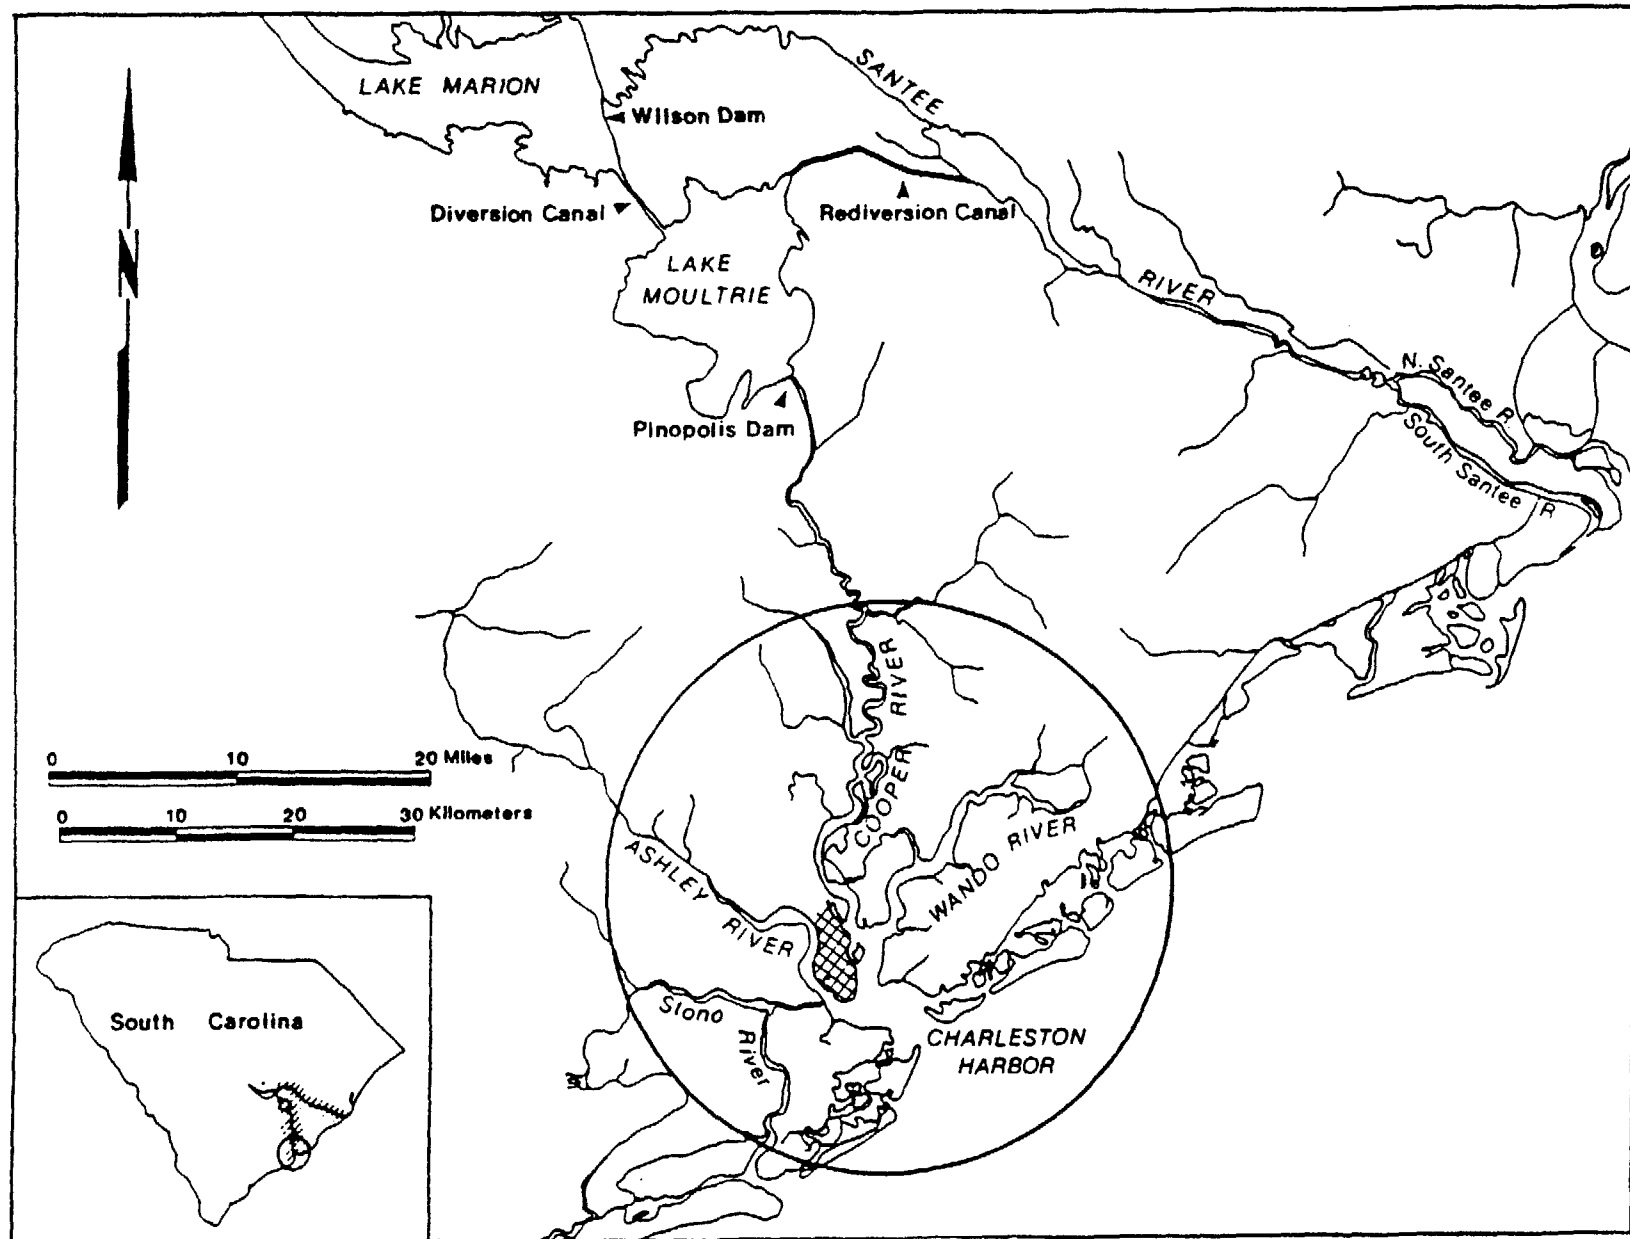 LAKE MARION
SANTEE
Wilson Dam
Diversion Canal
Rediversion Canal
N
LAKE
MOULTRIE
RIVER
N. Santee R.
Pinopolis Dam
South Santee R
COOPER RIVER
0 10 20 Miles
0 10 20 30 Kilometers
ASHLEY RIVER
WANDO RIVER
Stono River
South Carolina
CHARLESTON
HARBOR